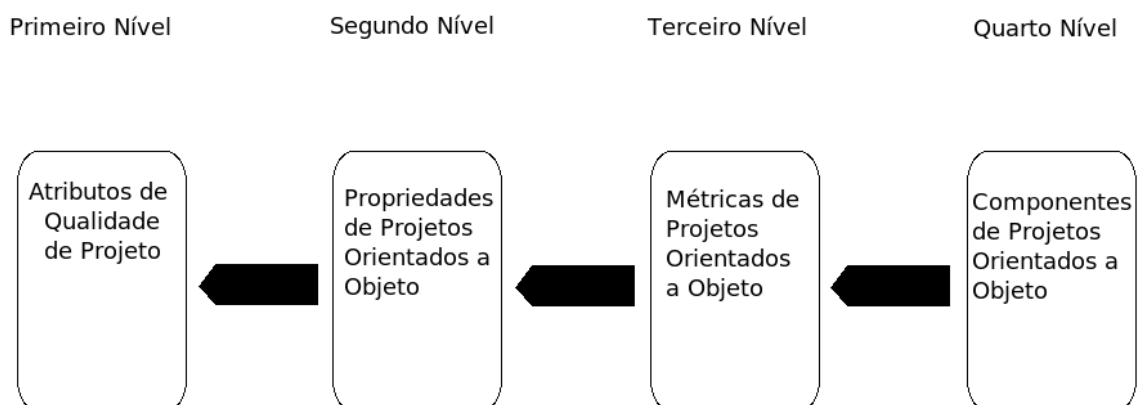 Primeiro Nível
Segundo Nível
Terceiro Nível
Quarto Nível
Atributos de
Qualidade
de Projeto
Propriedades
de Projetos
Orientados a
Objeto
Métricas de
Projetos
Orientados
a Objeto
Componentes
de Projetos
Orientados a
Objeto